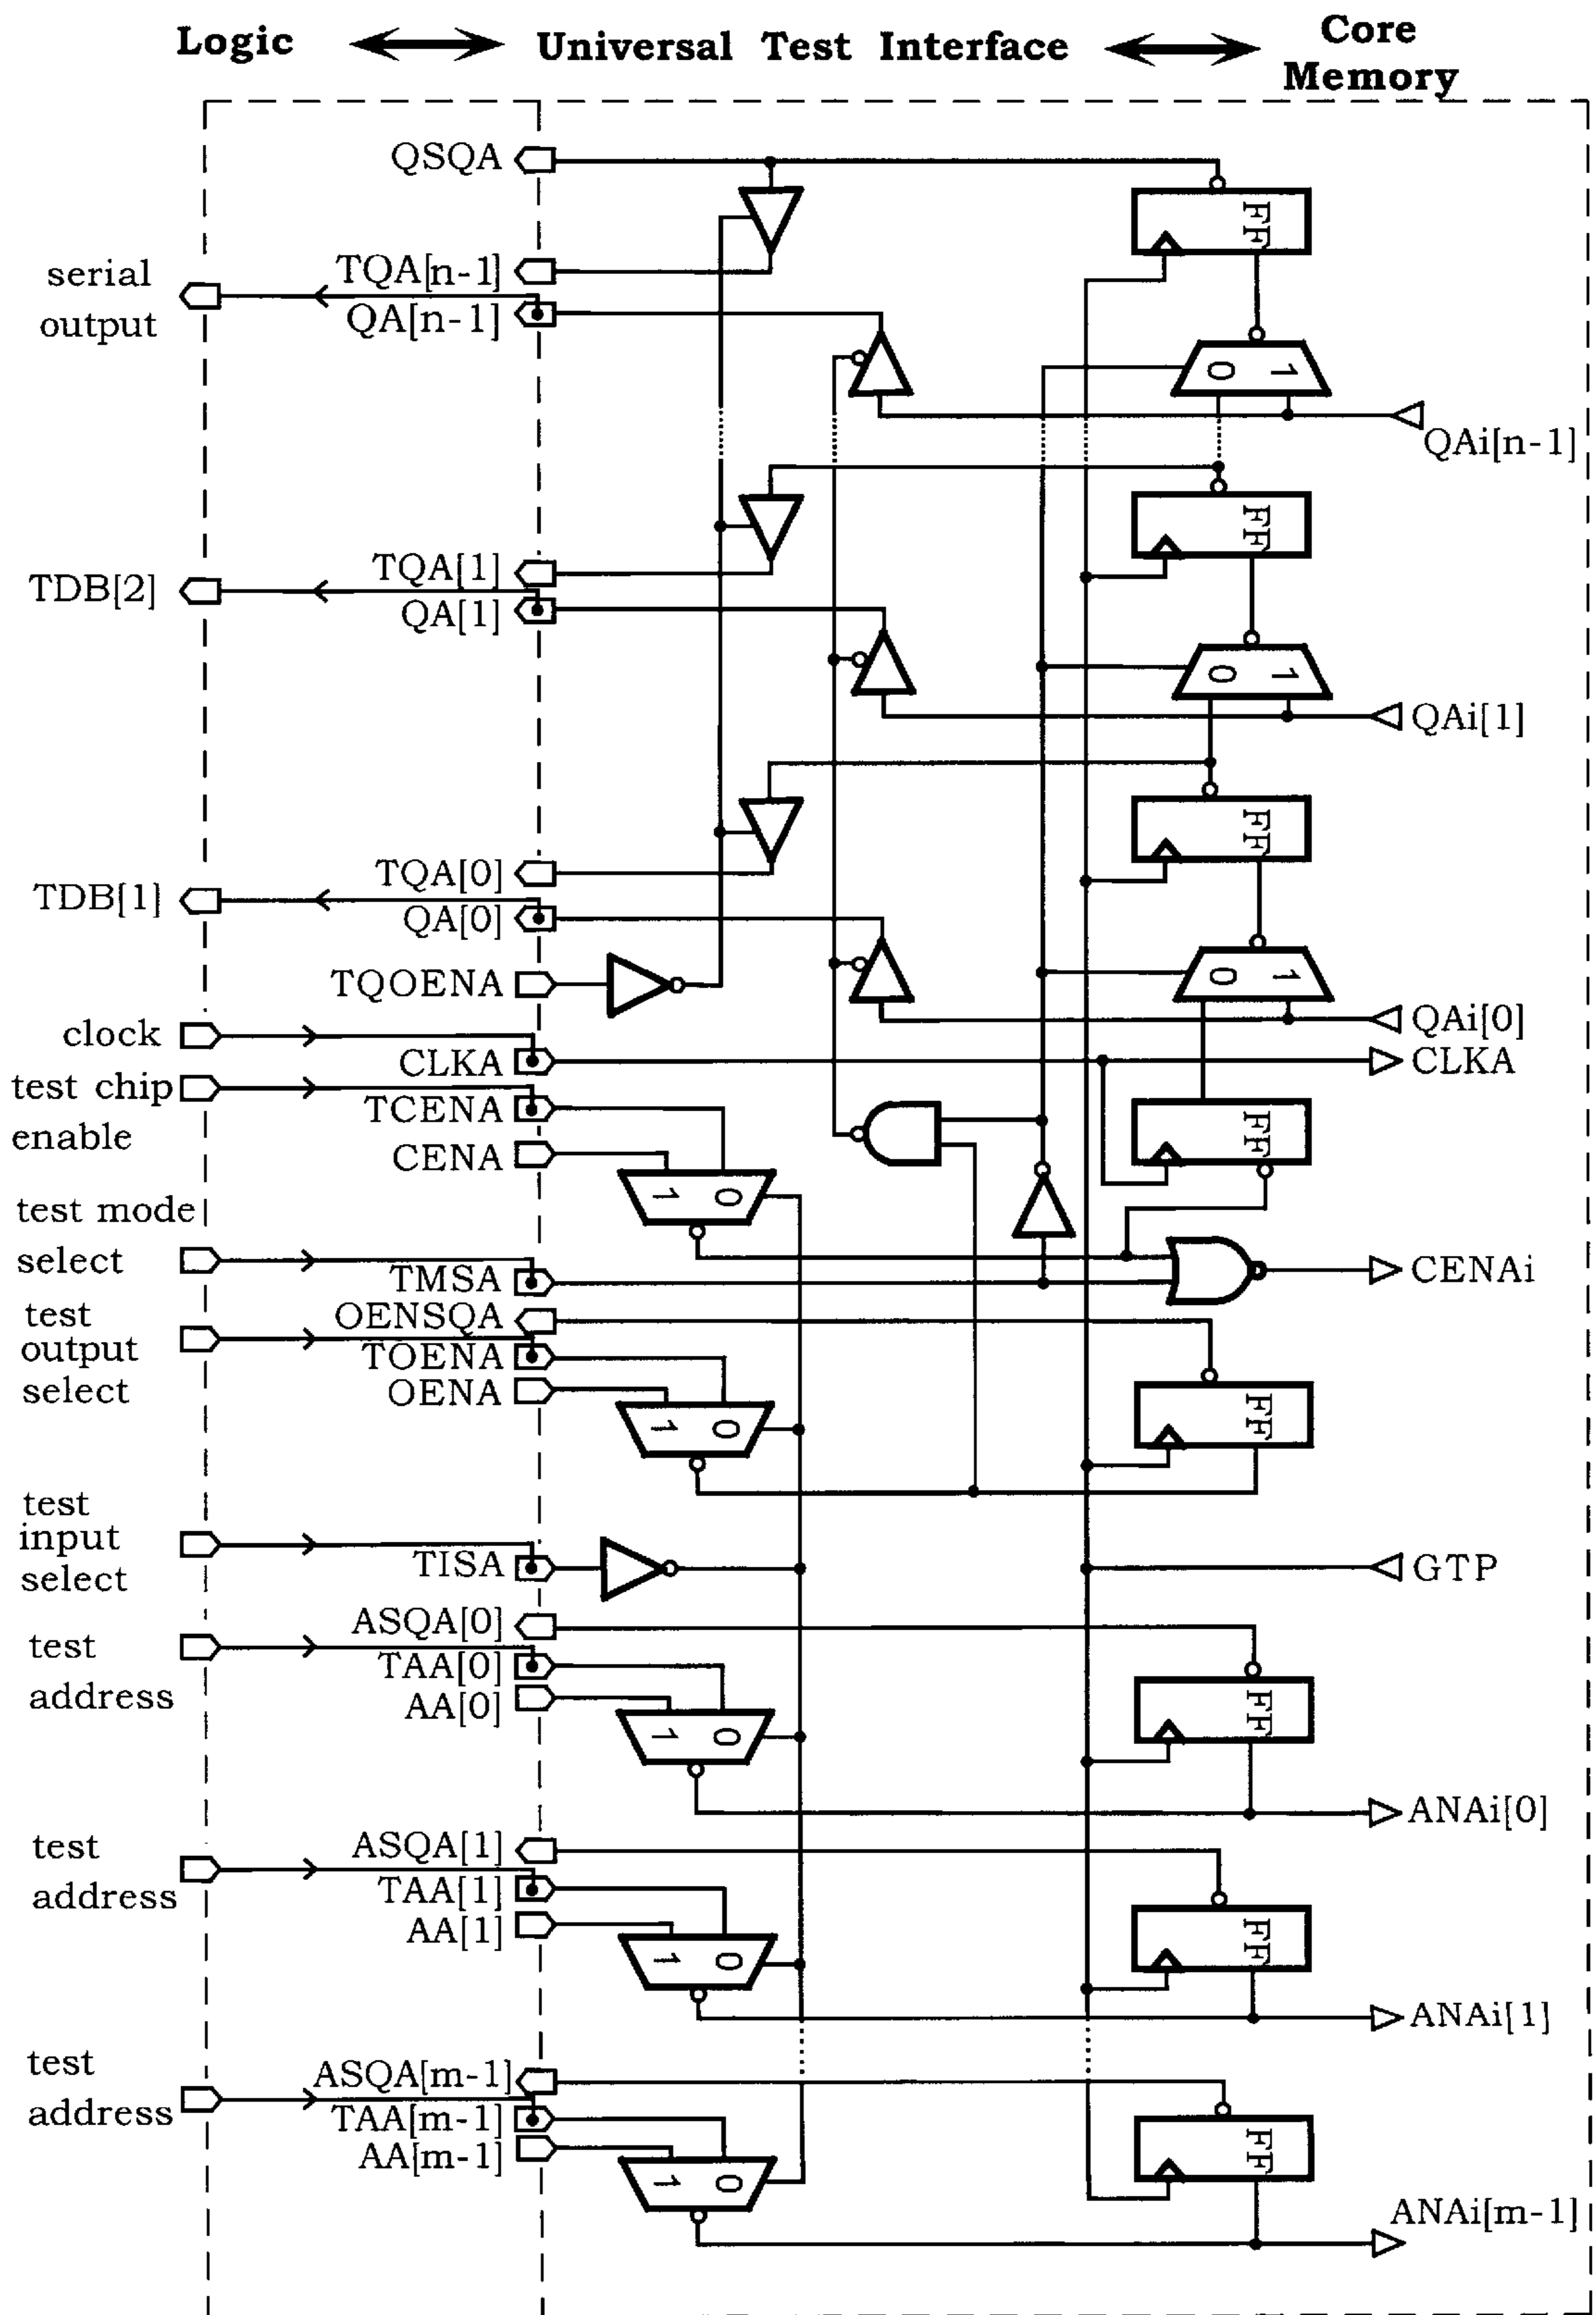 Logic Universal Test Interface Core Memory
QSQA
FF
TQA[n-1]
serial
output
QA[n-1]
0 1
QAi[n-1]
FF
TQA[1]
TDB[2]
QA[1]
0 1
QAi[1]
FF
TQA[0]
TDB[1]
QA[0]
0 1
TQOENA
QAi[0]
clock
CLKA
CLKA
test chip
enable
TCENA
FF
CENA
1 0
test mode
select
TMSA
CENAi
test
output
select
OENSQA
TOENA
OENA
1 0
FF
test
input
select
TISA
GTP
ASQA[0]
test
address
TAA[0]
AA[0]
1 0
FF
ANAi[0]
ASQA[1]
test
address
TAA[1]
AA[1]
1 0
FF
ANAi[1]
ASQA[m-1]
test
address
TAA[m-1]
AA[m-1]
1 0
FF
ANAi[m-1]